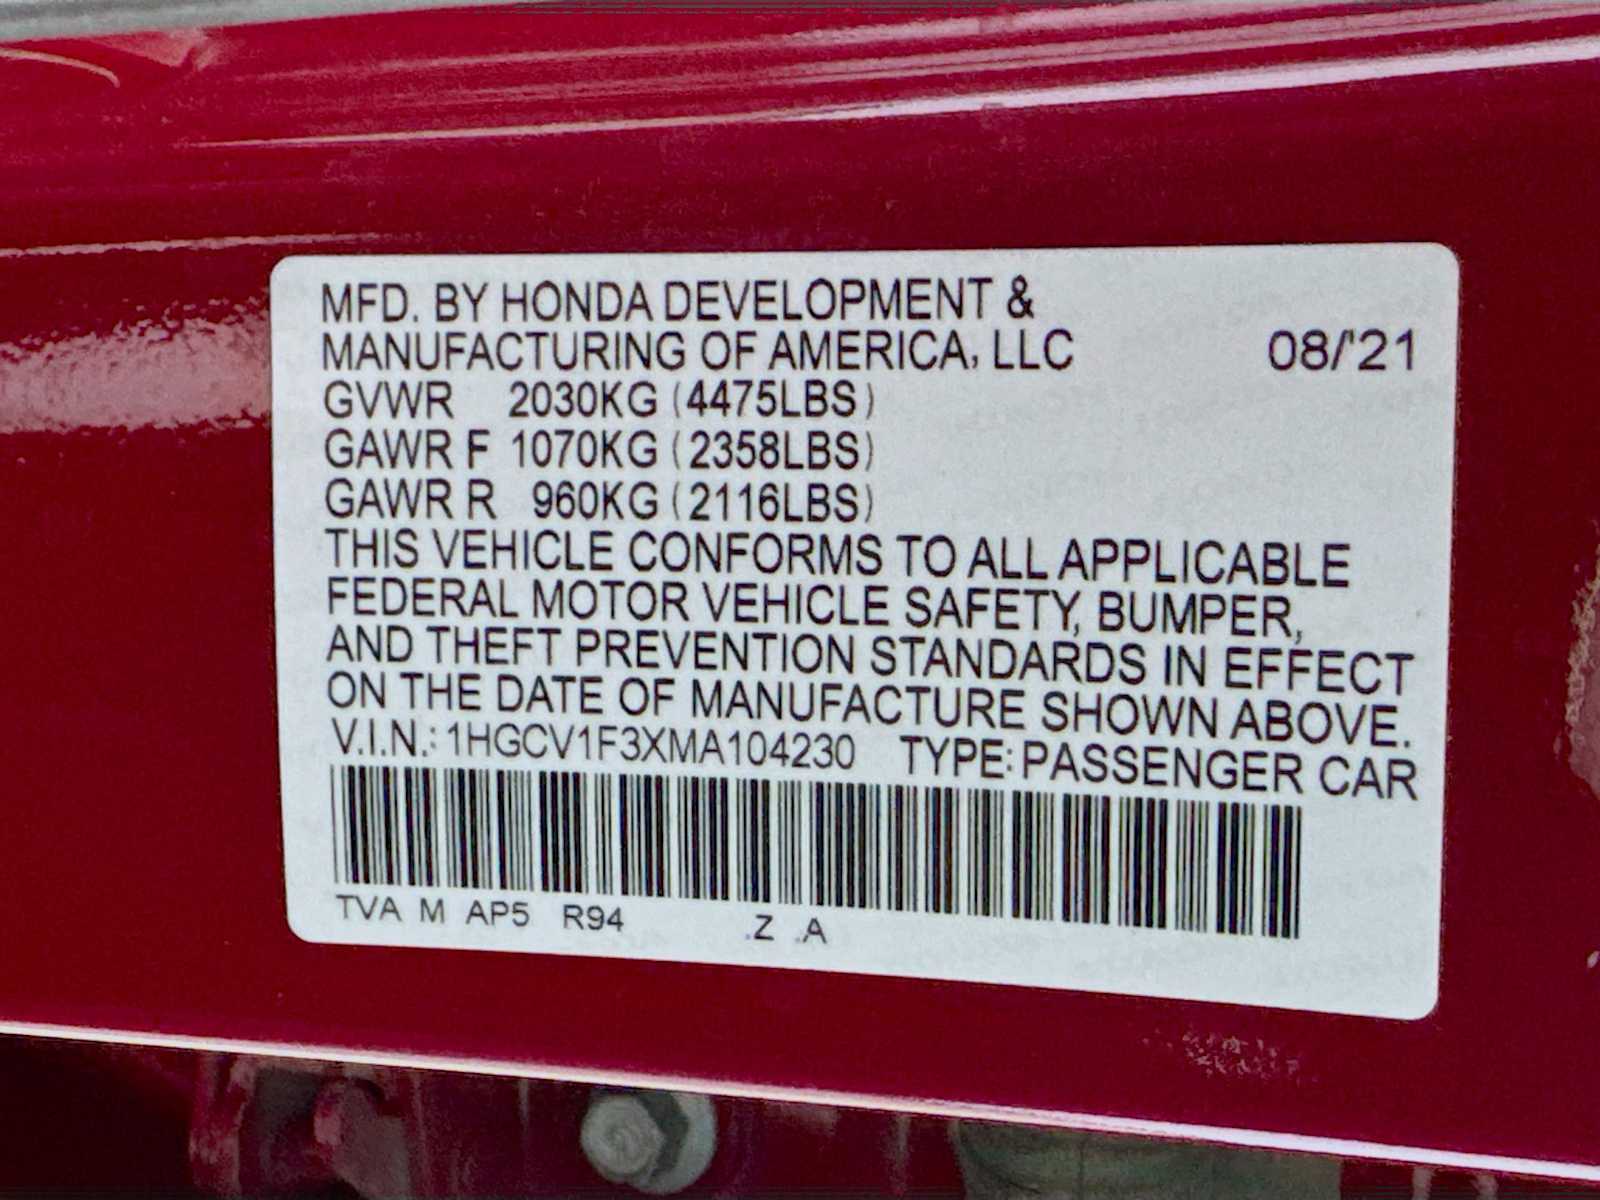 MFD. BY HONDA DEVELOPMENT &
MANUFACTURING OF AMERICA, LLC 08/'21
GVWR 2030KG (4475LBS)
GAWR F 1070KG (2358LBS)
GAWR R 960KG (2116LBS)
THIS VEHICLE CONFORMS TO ALL APPLICABLE
FEDERAL MOTOR VEHICLE SAFETY, BUMPER,
AND THEFT PREVENTION STANDARDS IN EFFECT
ON THE DATE OF MANUFACTURE SHOWN ABOVE.
V.I.N.: 1HGCV1F3XMA104230 TYPE: PASSENGER CAR
TVA M AP5 R94 .Z .A